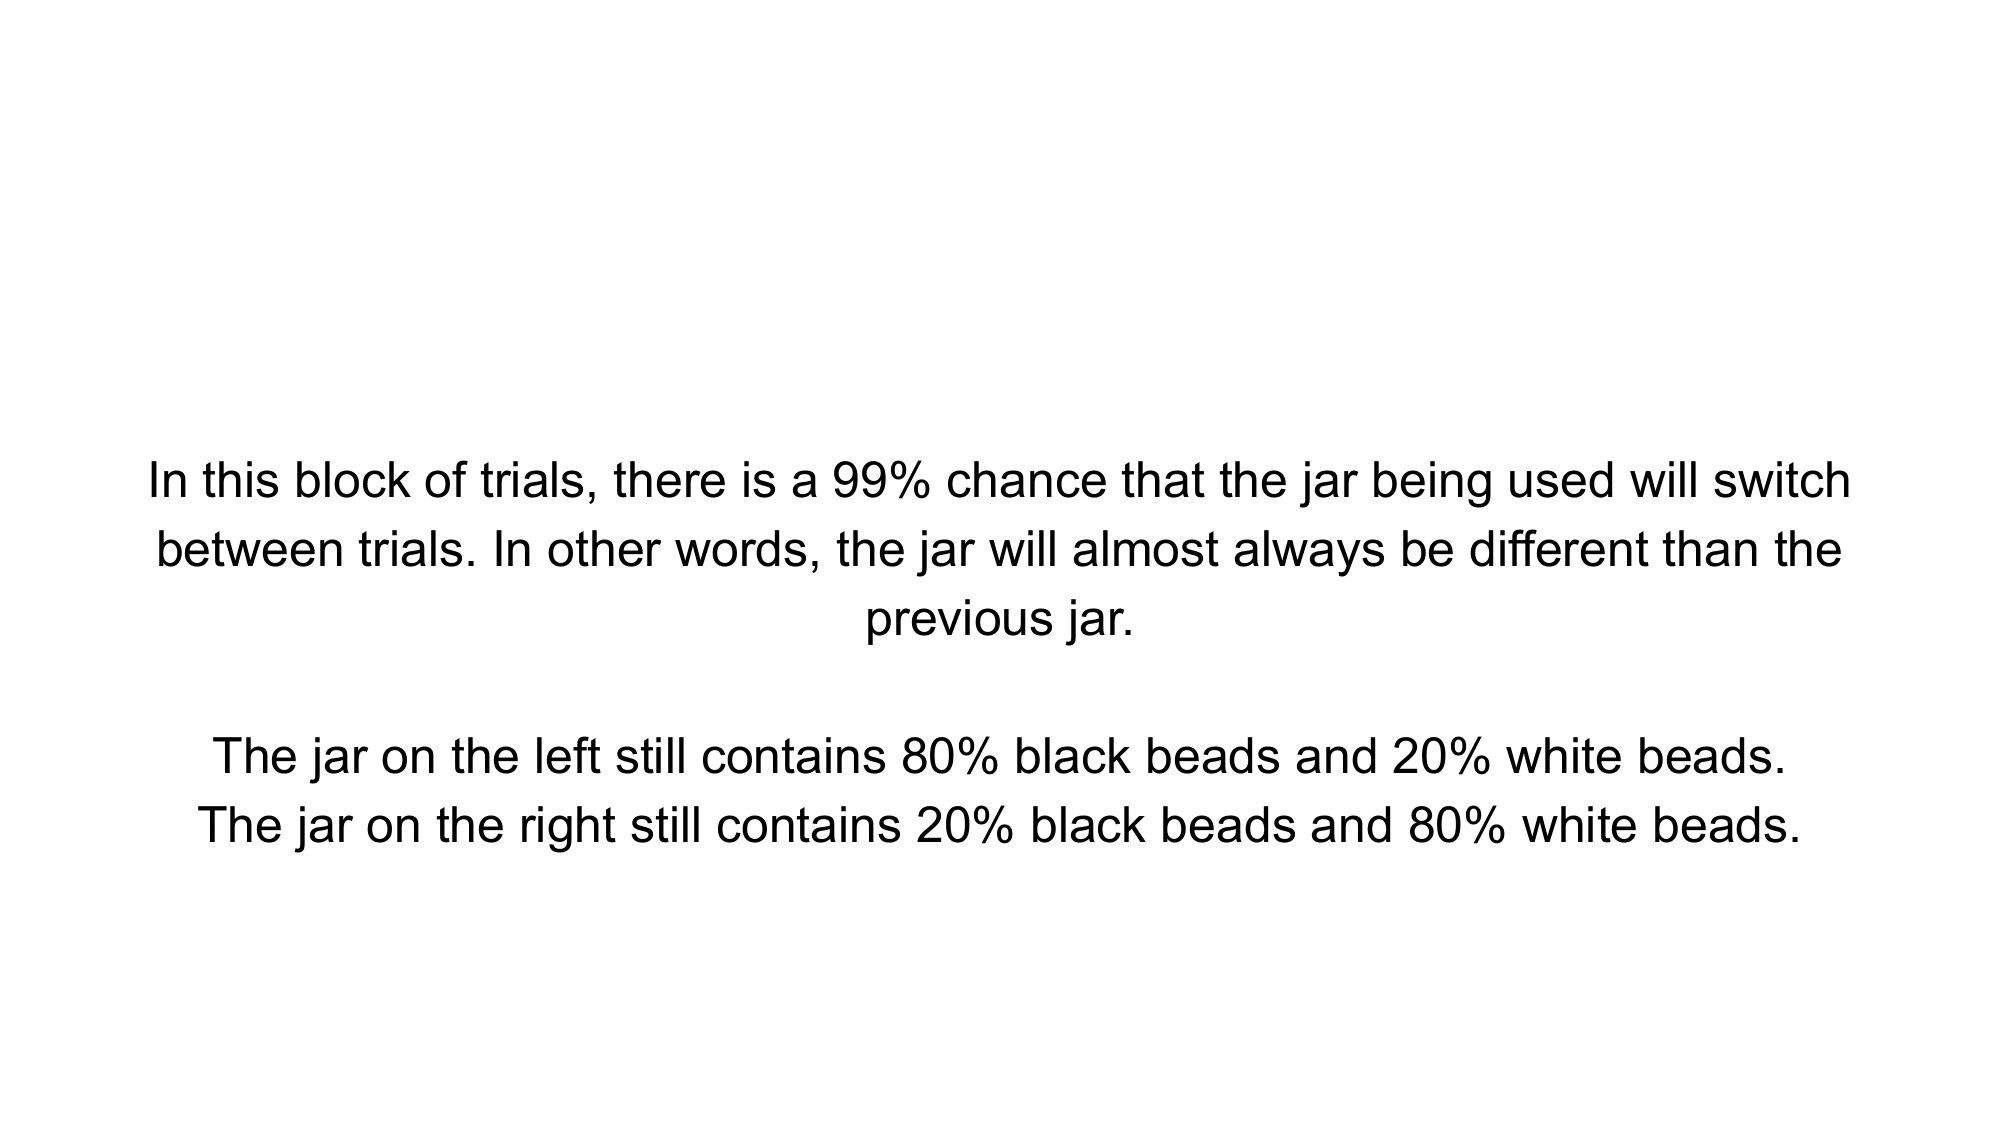 In this block of trials, there is a 99% chance that the jar being used will switch
between trials. In other words, the jar will almost always be different than the
previous jar.
The jar on the left still contains 80% black beads and 20% white beads.
The jar on the right still contains 20% black beads and 80% white beads.